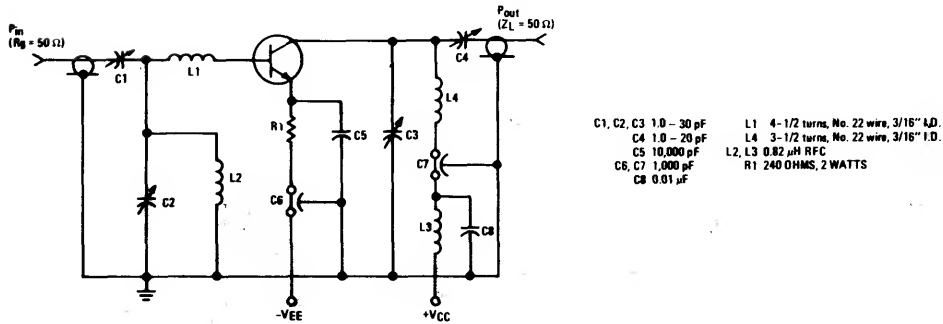 Pin
(Rg = 50 Ω)
Pout
(ZL = 50 Ω)
C1
L1
C4
R1
C5
C3
L4
C7
C2
L2
C6
L3
C8
-VEE
+VCC
C1, C2, C3 1.0 – 30 pF
C4 1.0 – 20 pF
C5 10,000 pF
C6, C7 1,000 pF
C8 0.01 μF
L1 4-1/2 turns, No. 22 wire, 3/16" I.D.
L4 3-1/2 turns, No. 22 wire, 3/16" I.D.
L2, L3 0.82 μH RFC
R1 240 OHMS, 2 WATTS